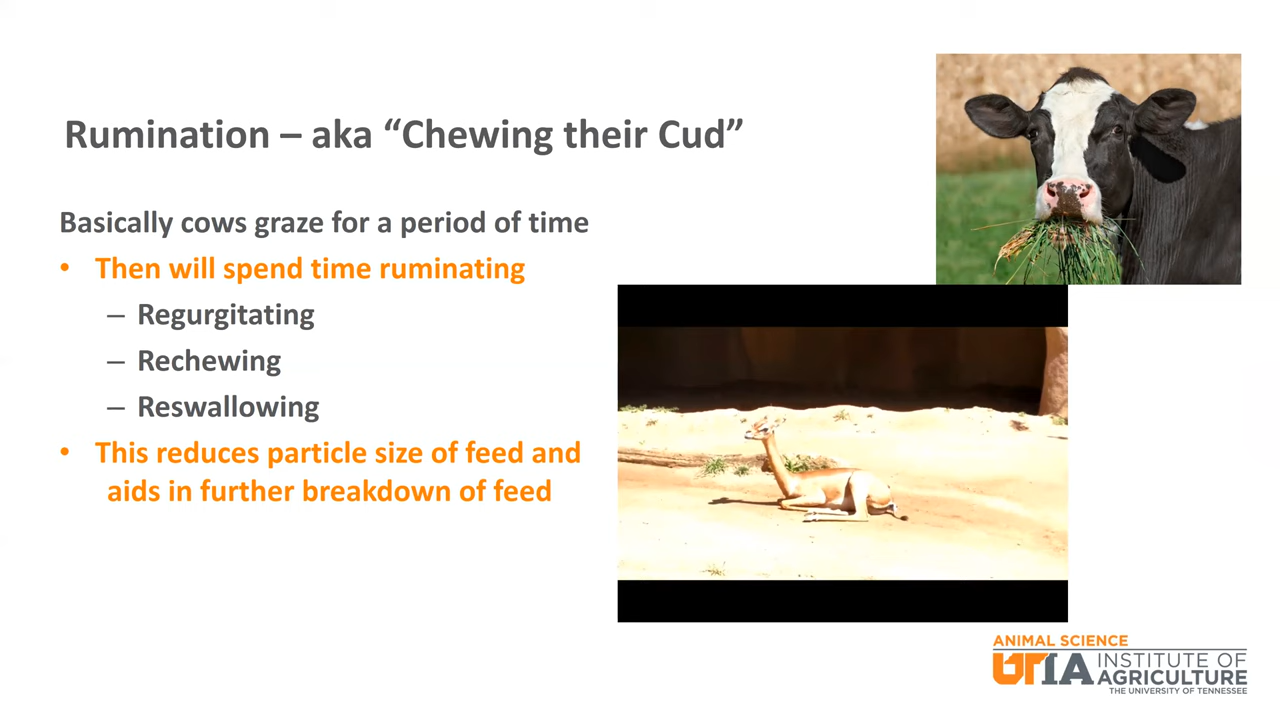 Rumination – aka “Chewing their Cud”
Basically cows graze for a period of time
• Then will spend time ruminating
– Regurgitating
– Rechewing
– Reswallowing
• This reduces particle size of feed and
aids in further breakdown of feed
ANIMAL SCIENCE
UTIA INSTITUTE OF
AGRICULTURE
THE UNIVERSITY OF TENNESSEE